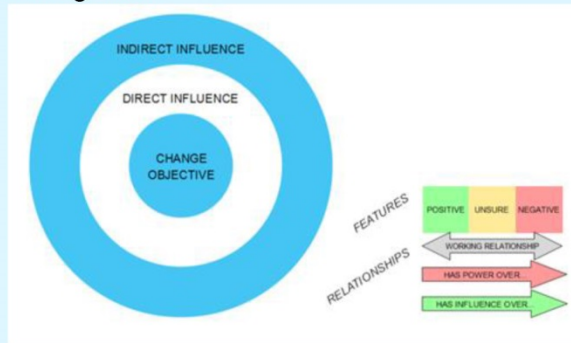 INDIRECT INFLUENCE
DIRECT INFLUENCE
CHANGE
OBJECTIVE
FEATURES
POSITIVE UNSURE NEGATIVE
RELATIONSHIPS
WORKING RELATIONSHIP
HAS POWER OVER...
HAS INFLUENCE OVER...